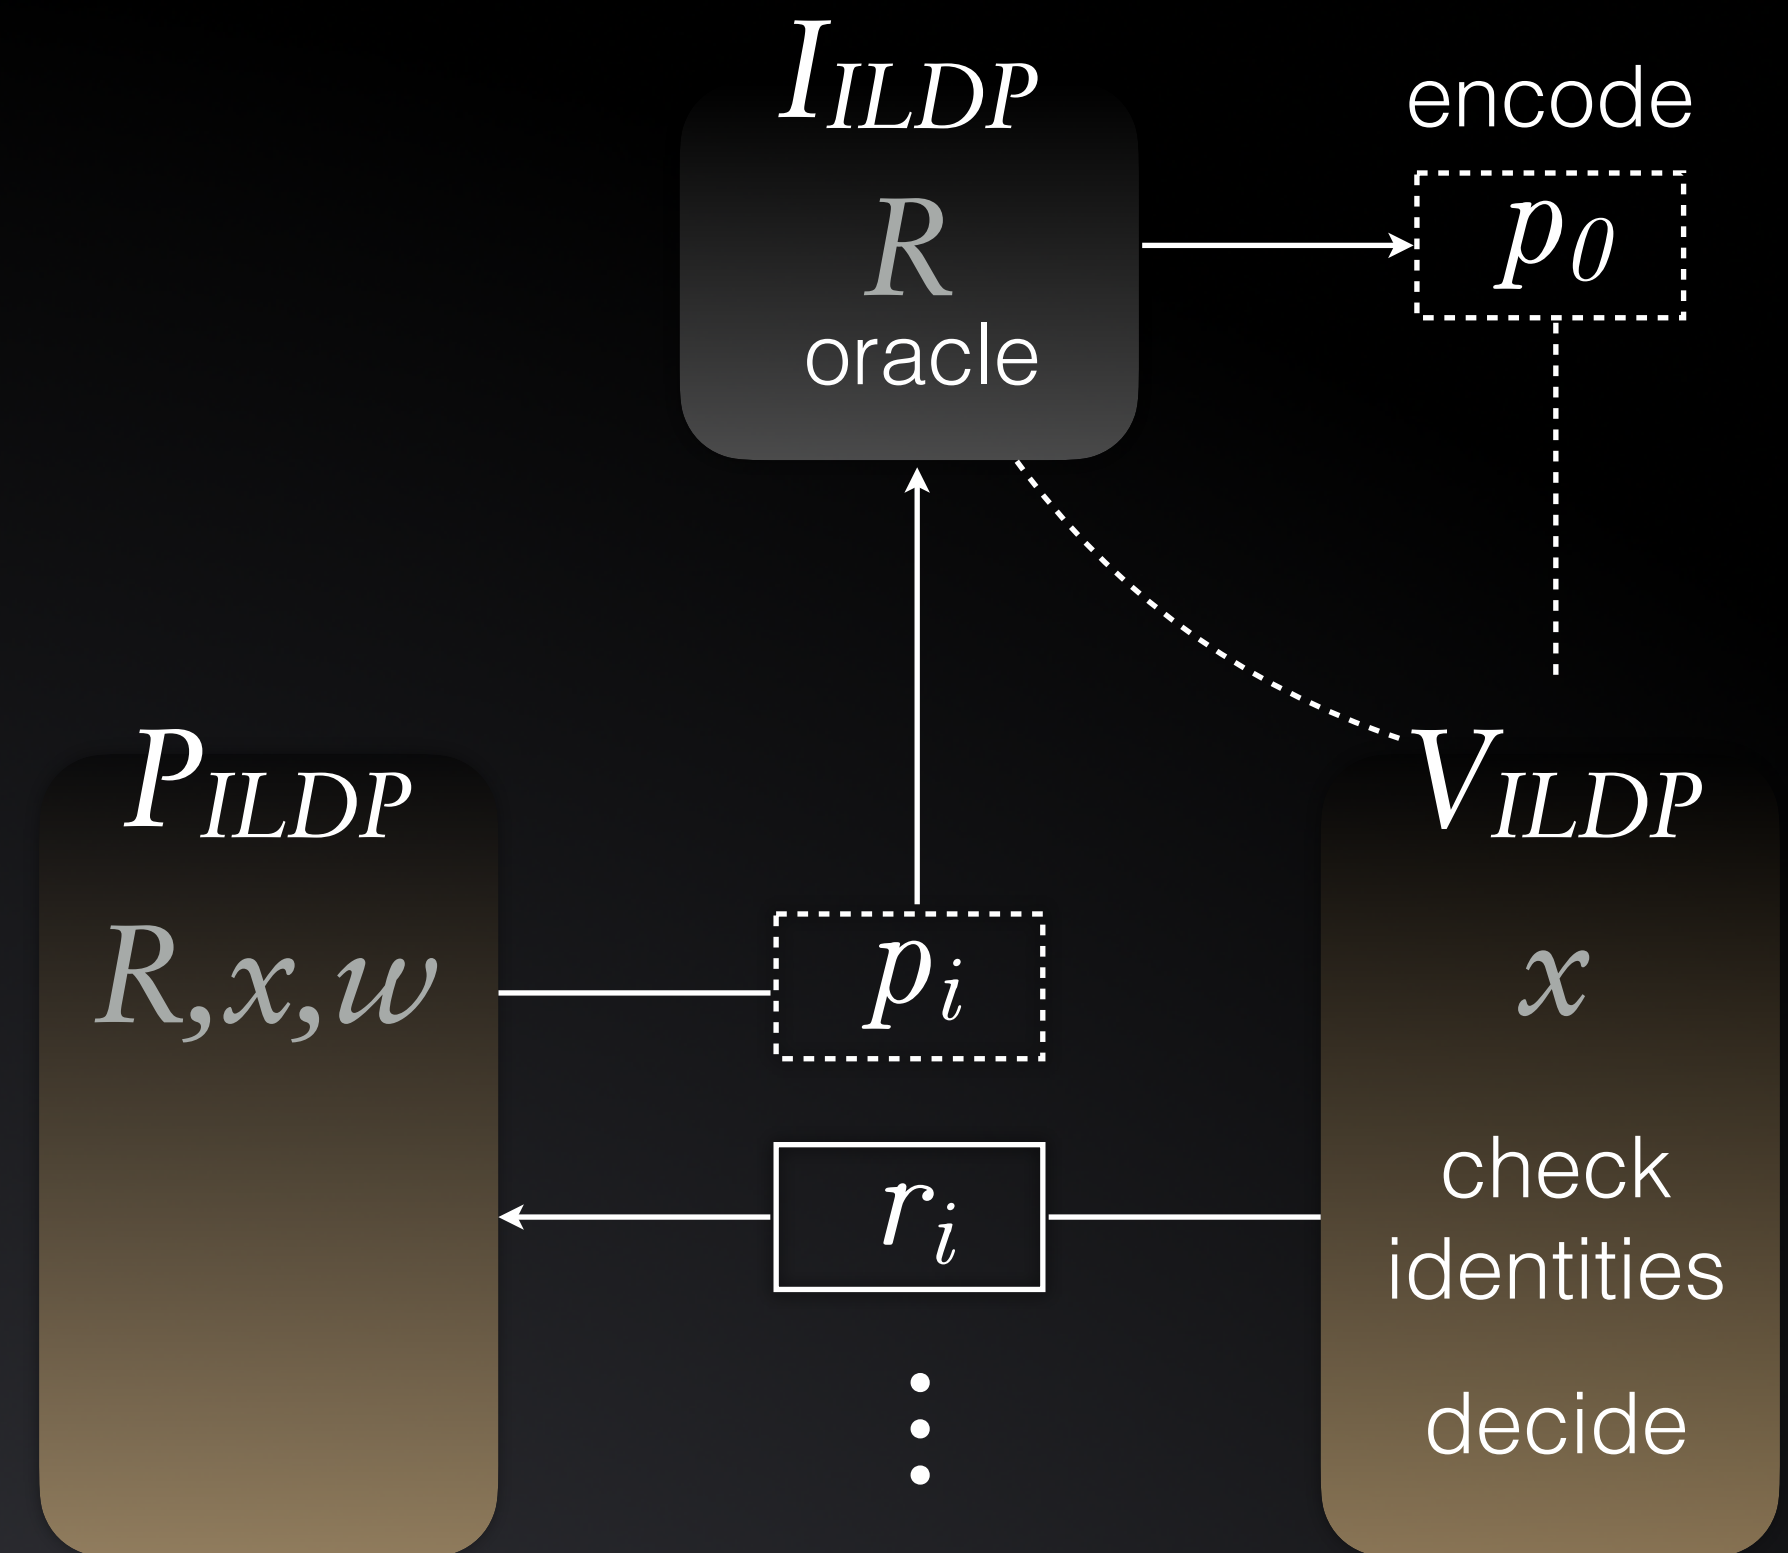 I_ILDP
encode
R
p_0
oracle
P_ILDP
V_ILDP
R,x,w
p_i
x
r_i
check
identities
decide